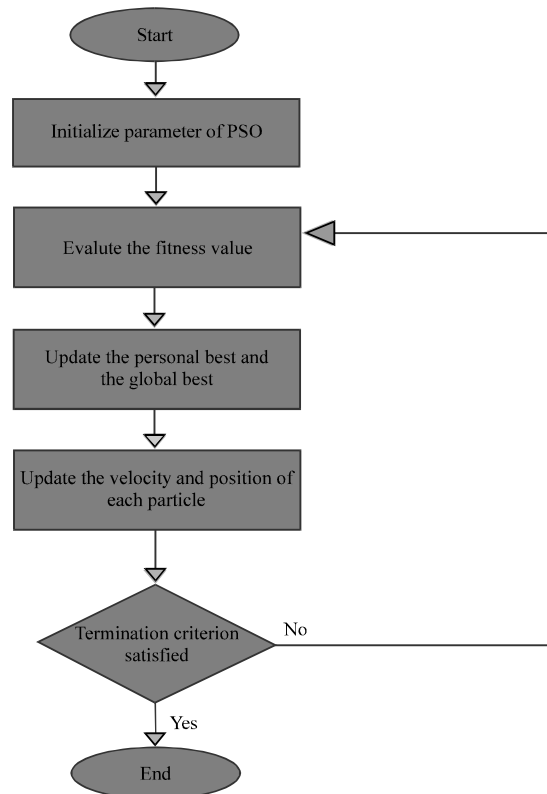 Start
Initialize parameter of PSO
Evalute the fitness value
Update the personal best and
the global best
Update the velocity and position of
each particle
Termination criterion
satisfied
No
Yes
End